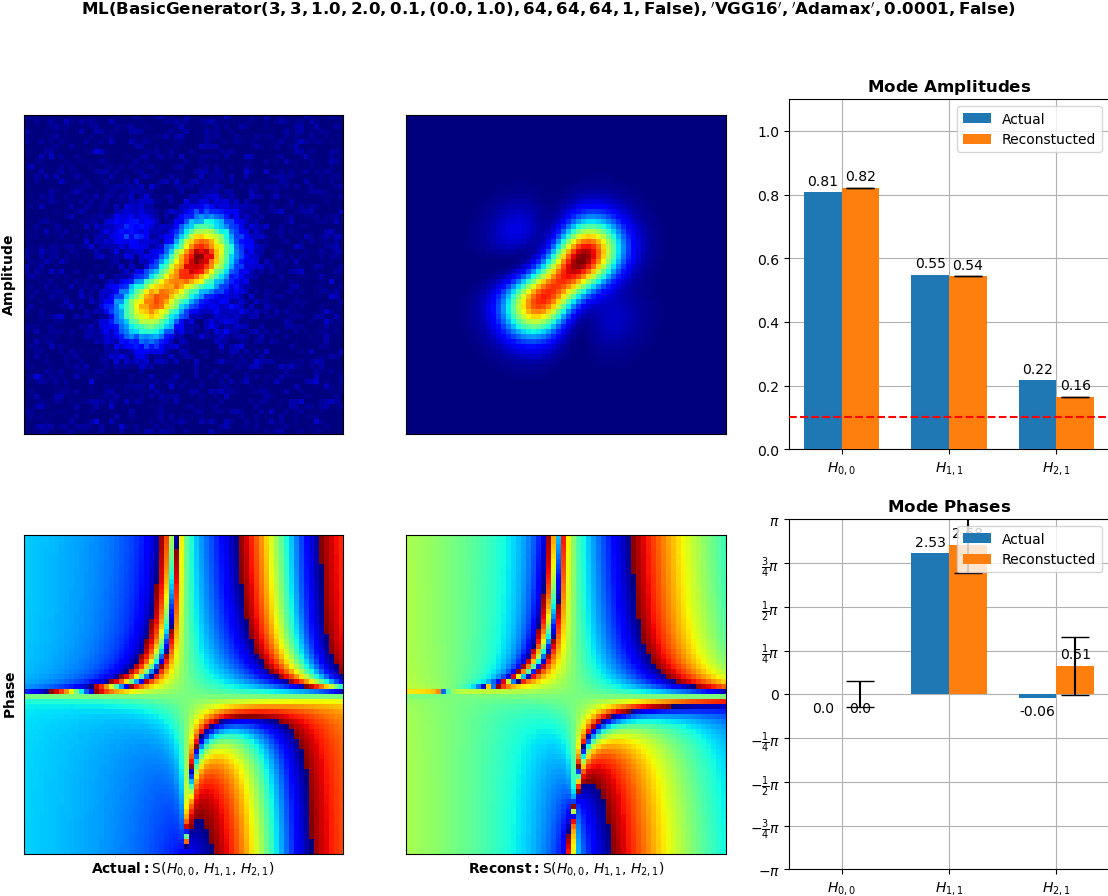 ML(BasicGenerator(3, 3, 1.0, 2.0, 0.1, (0.0, 1.0), 64, 64, 64, 1, False), ′VGG16′, ′Adamax′, 0.0001, False)
Mode Amplitudes
Actual
Reconstucted
1.0
0.8
0.6
0.4
0.2
0.0
0.81
0.82
0.55
0.54
0.22
0.16
H0,0
H1,1
H2,1
Amplitude
Mode Phases
Actual
Reconstucted
π
3/4π
1/2π
1/4π
0
−1/4π
−1/2π
−3/4π
−π
0.0
0.0
2.53
-0.06
0.51
H0,0
H1,1
H2,1
Phase
Actual: S(H0,0, H1,1, H2,1)
Reconst: S(H0,0, H1,1, H2,1)